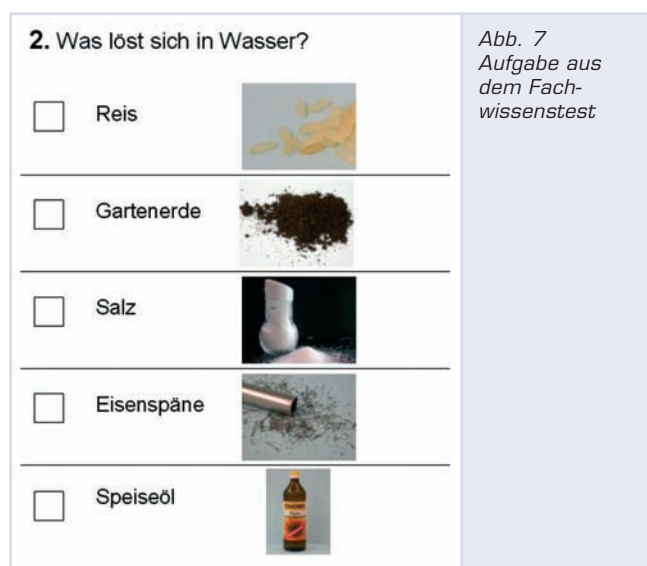 2. Was löst sich in Wasser?
Reis
Gartenerde
Salz
Eisenspäne
Speiseöl
Abb. 7
Aufgabe aus
dem Fach-
wissenstest